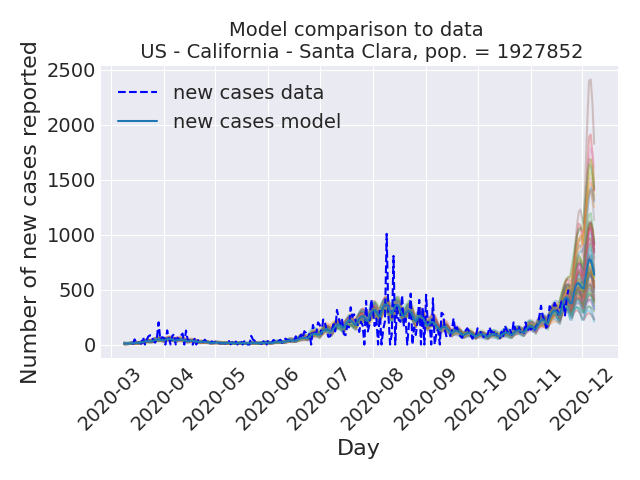 Model comparison to data
US - California - Santa Clara, pop. = 1927852
Number of new cases reported
2500
2000
1500
1000
500
0
new cases data
new cases model
2020-03
2020-04
2020-05
2020-06
2020-07
2020-08
2020-09
2020-10
2020-11
2020-12
Day